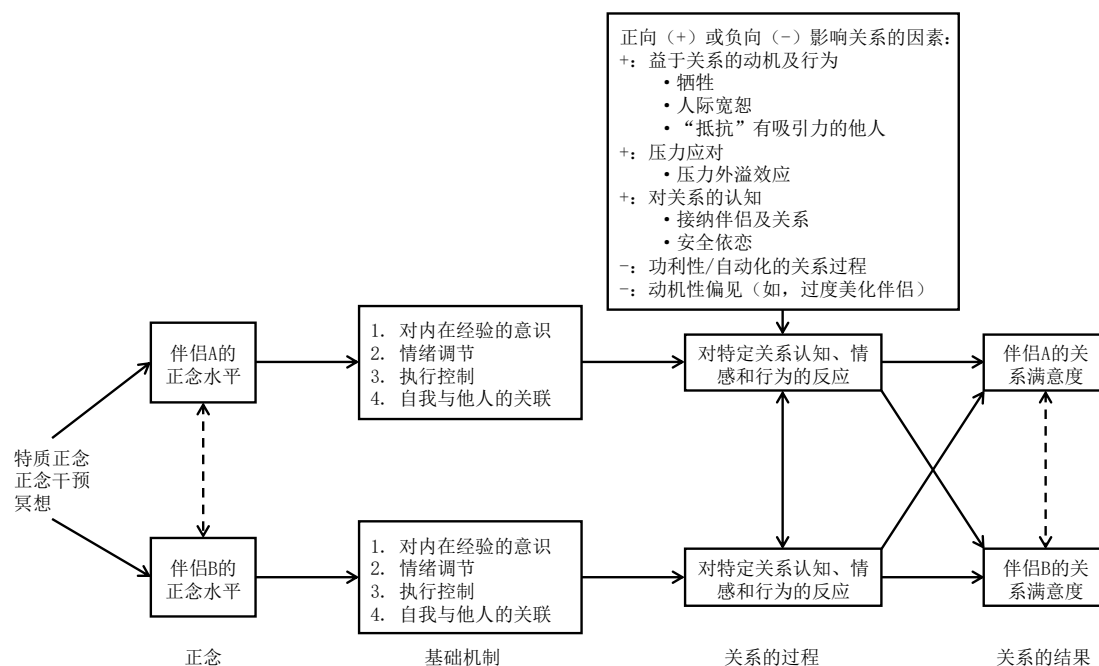 正向（+）或负向（-）影响关系的因素：
+：益于关系的动机及行为
•牺牲
•人际宽恕
•“抵抗”有吸引力的他人
+：压力应对
•压力外溢效应
+：对关系的认知
•接纳伴侣及关系
•安全依恋
-：功利性/自动化的关系过程
-：动机性偏见（如，过度美化伴侣）
伴侣A的
正念水平
1. 对内在经验的意识
2. 情绪调节
3. 执行控制
4. 自我与他人的关联
对特定关系认知、情
感和行为的反应
伴侣A的关
系满意度
特质正念
正念干预
冥想
伴侣B的
正念水平
1. 对内在经验的意识
2. 情绪调节
3. 执行控制
4. 自我与他人的关联
对特定关系认知、情
感和行为的反应
伴侣B的关
系满意度
正念
基础机制
关系的过程
关系的结果